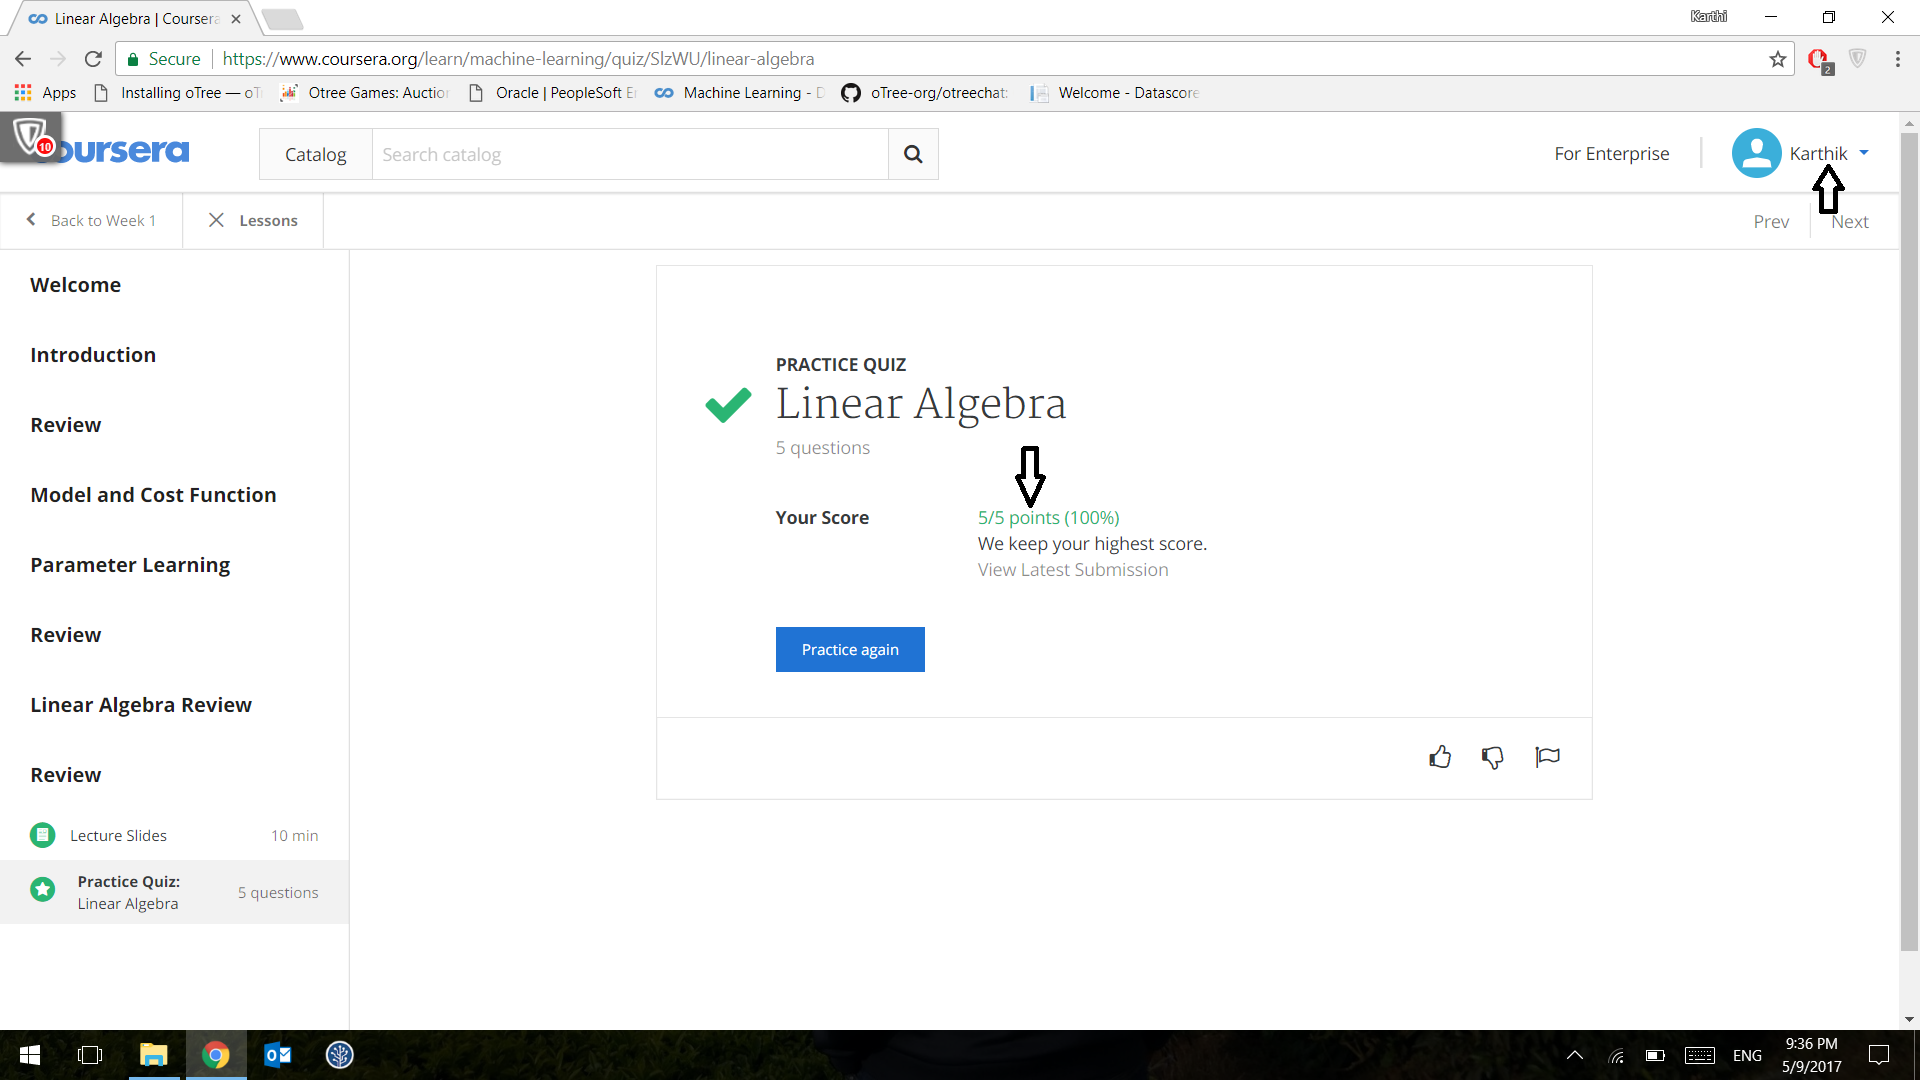 Linear Algebra | Coursera
Karthi
Secure
https://www.coursera.org/learn/machine-learning/quiz/SlzWU/linear-algebra
2
Apps
Installing oTree — oT
Otree Games: Auction
Oracle | PeopleSoft E
Machine Learning -
oTree-org/otreechat:
Welcome - Datascore
10
oursera
Catalog
Search catalog
For Enterprise
Karthik
Back to Week 1
Lessons
Prev
Next
Welcome
Introduction
Review
Model and Cost Function
Parameter Learning
Review
Linear Algebra Review
Review
Lecture Slides
10 min
Practice Quiz:
Linear Algebra
5 questions
PRACTICE QUIZ
Linear Algebra
5 questions
Your Score
5/5 points (100%)
We keep your highest score.
View Latest Submission
Practice again
ENG
9:36 PM
5/9/2017